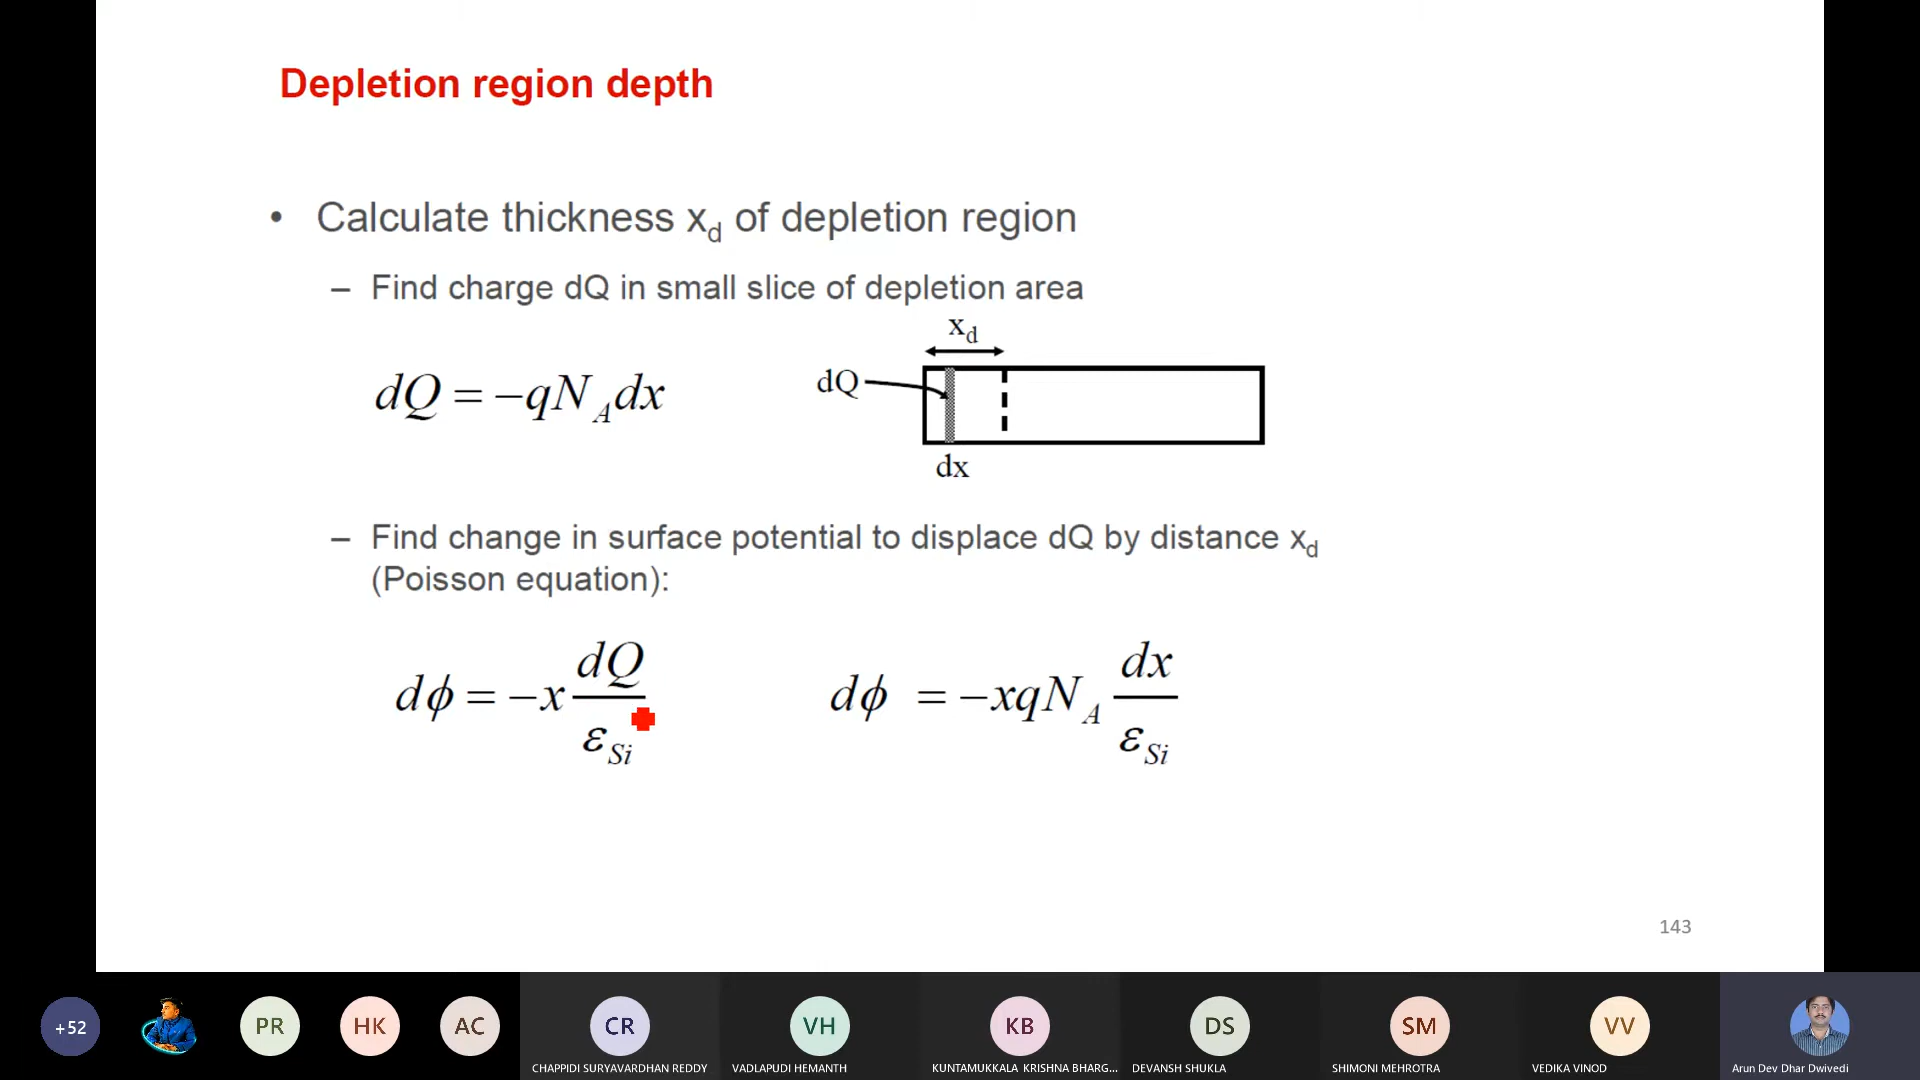 Depletion region depth
• Calculate thickness x_d of depletion region
– Find charge dQ in small slice of depletion area
x_d
dQ = −qN_A dx
dQ
dx
– Find change in surface potential to displace dQ by distance x_d
(Poisson equation):
dϕ = −x dQ/ε_Si
dϕ = −xqN_A dx/ε_Si
143
+52
PR
HK
AC
CR
VH
KB
DS
SM
VV
CHAPPIDI SURYAVARDHAN REDDY
VADLAPUDI HEMANTH
KUNTAMUKKALA KRISHNA BHARG...
DEVANSH SHUKLA
SHIMONI MEHROTRA
VEDIKA VINOD
Arun Dev Dhar Dwivedi